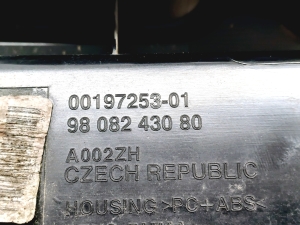 00197253-01
98 082 430 80
A002ZH
CZECH REPUBLIC
HOUSING >PC+ABS<